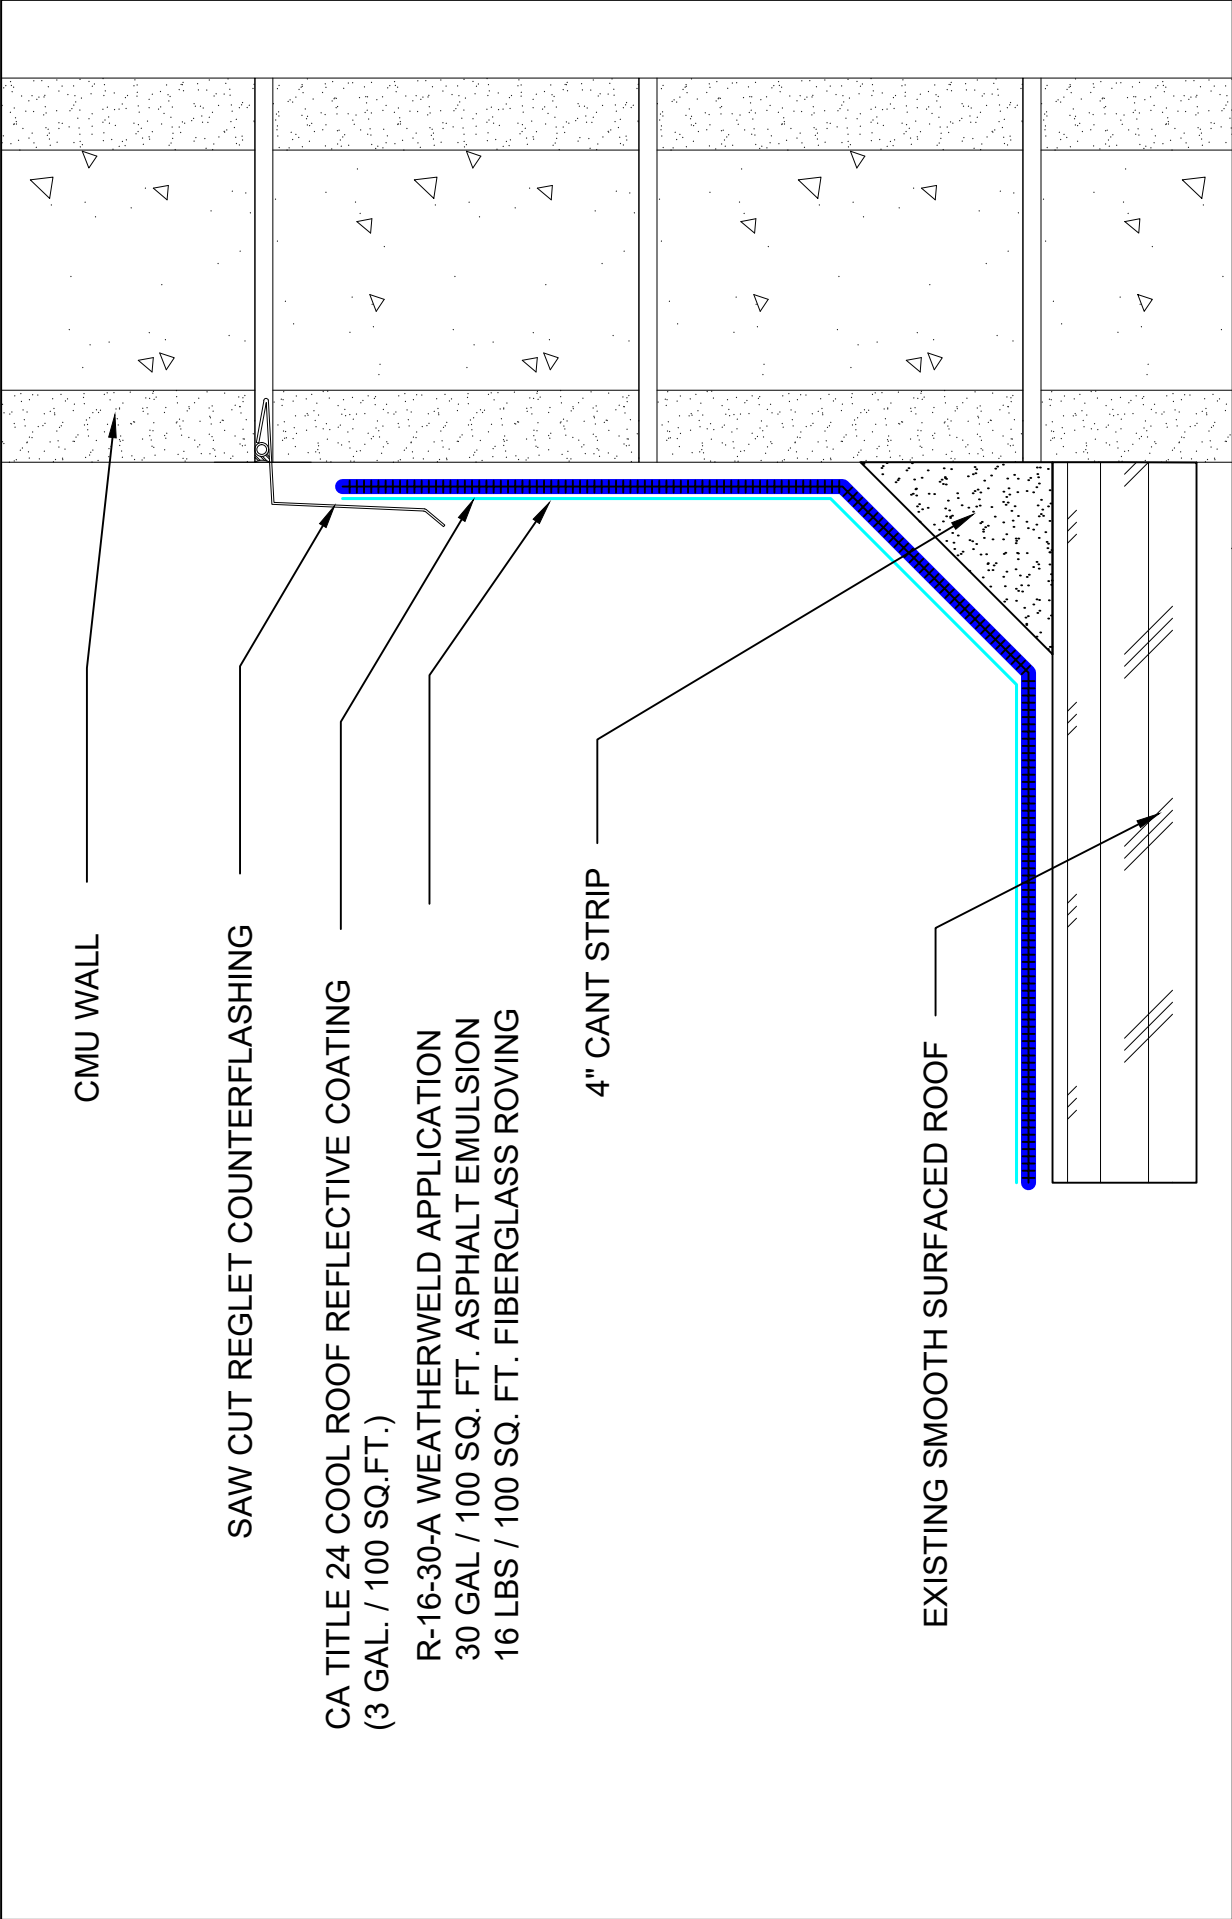 CMU WALL
SAW CUT REGLET COUNTERFLASHING
CA TITLE 24 COOL ROOF REFLECTIVE COATING
(3 GAL. / 100 SQ.FT.)
R-16-30-A WEATHERWELD APPLICATION
30 GAL / 100 SQ. FT. ASPHALT EMULSION
16 LBS / 100 SQ. FT. FIBERGLASS ROVING
4" CANT STRIP
EXISTING SMOOTH SURFACED ROOF